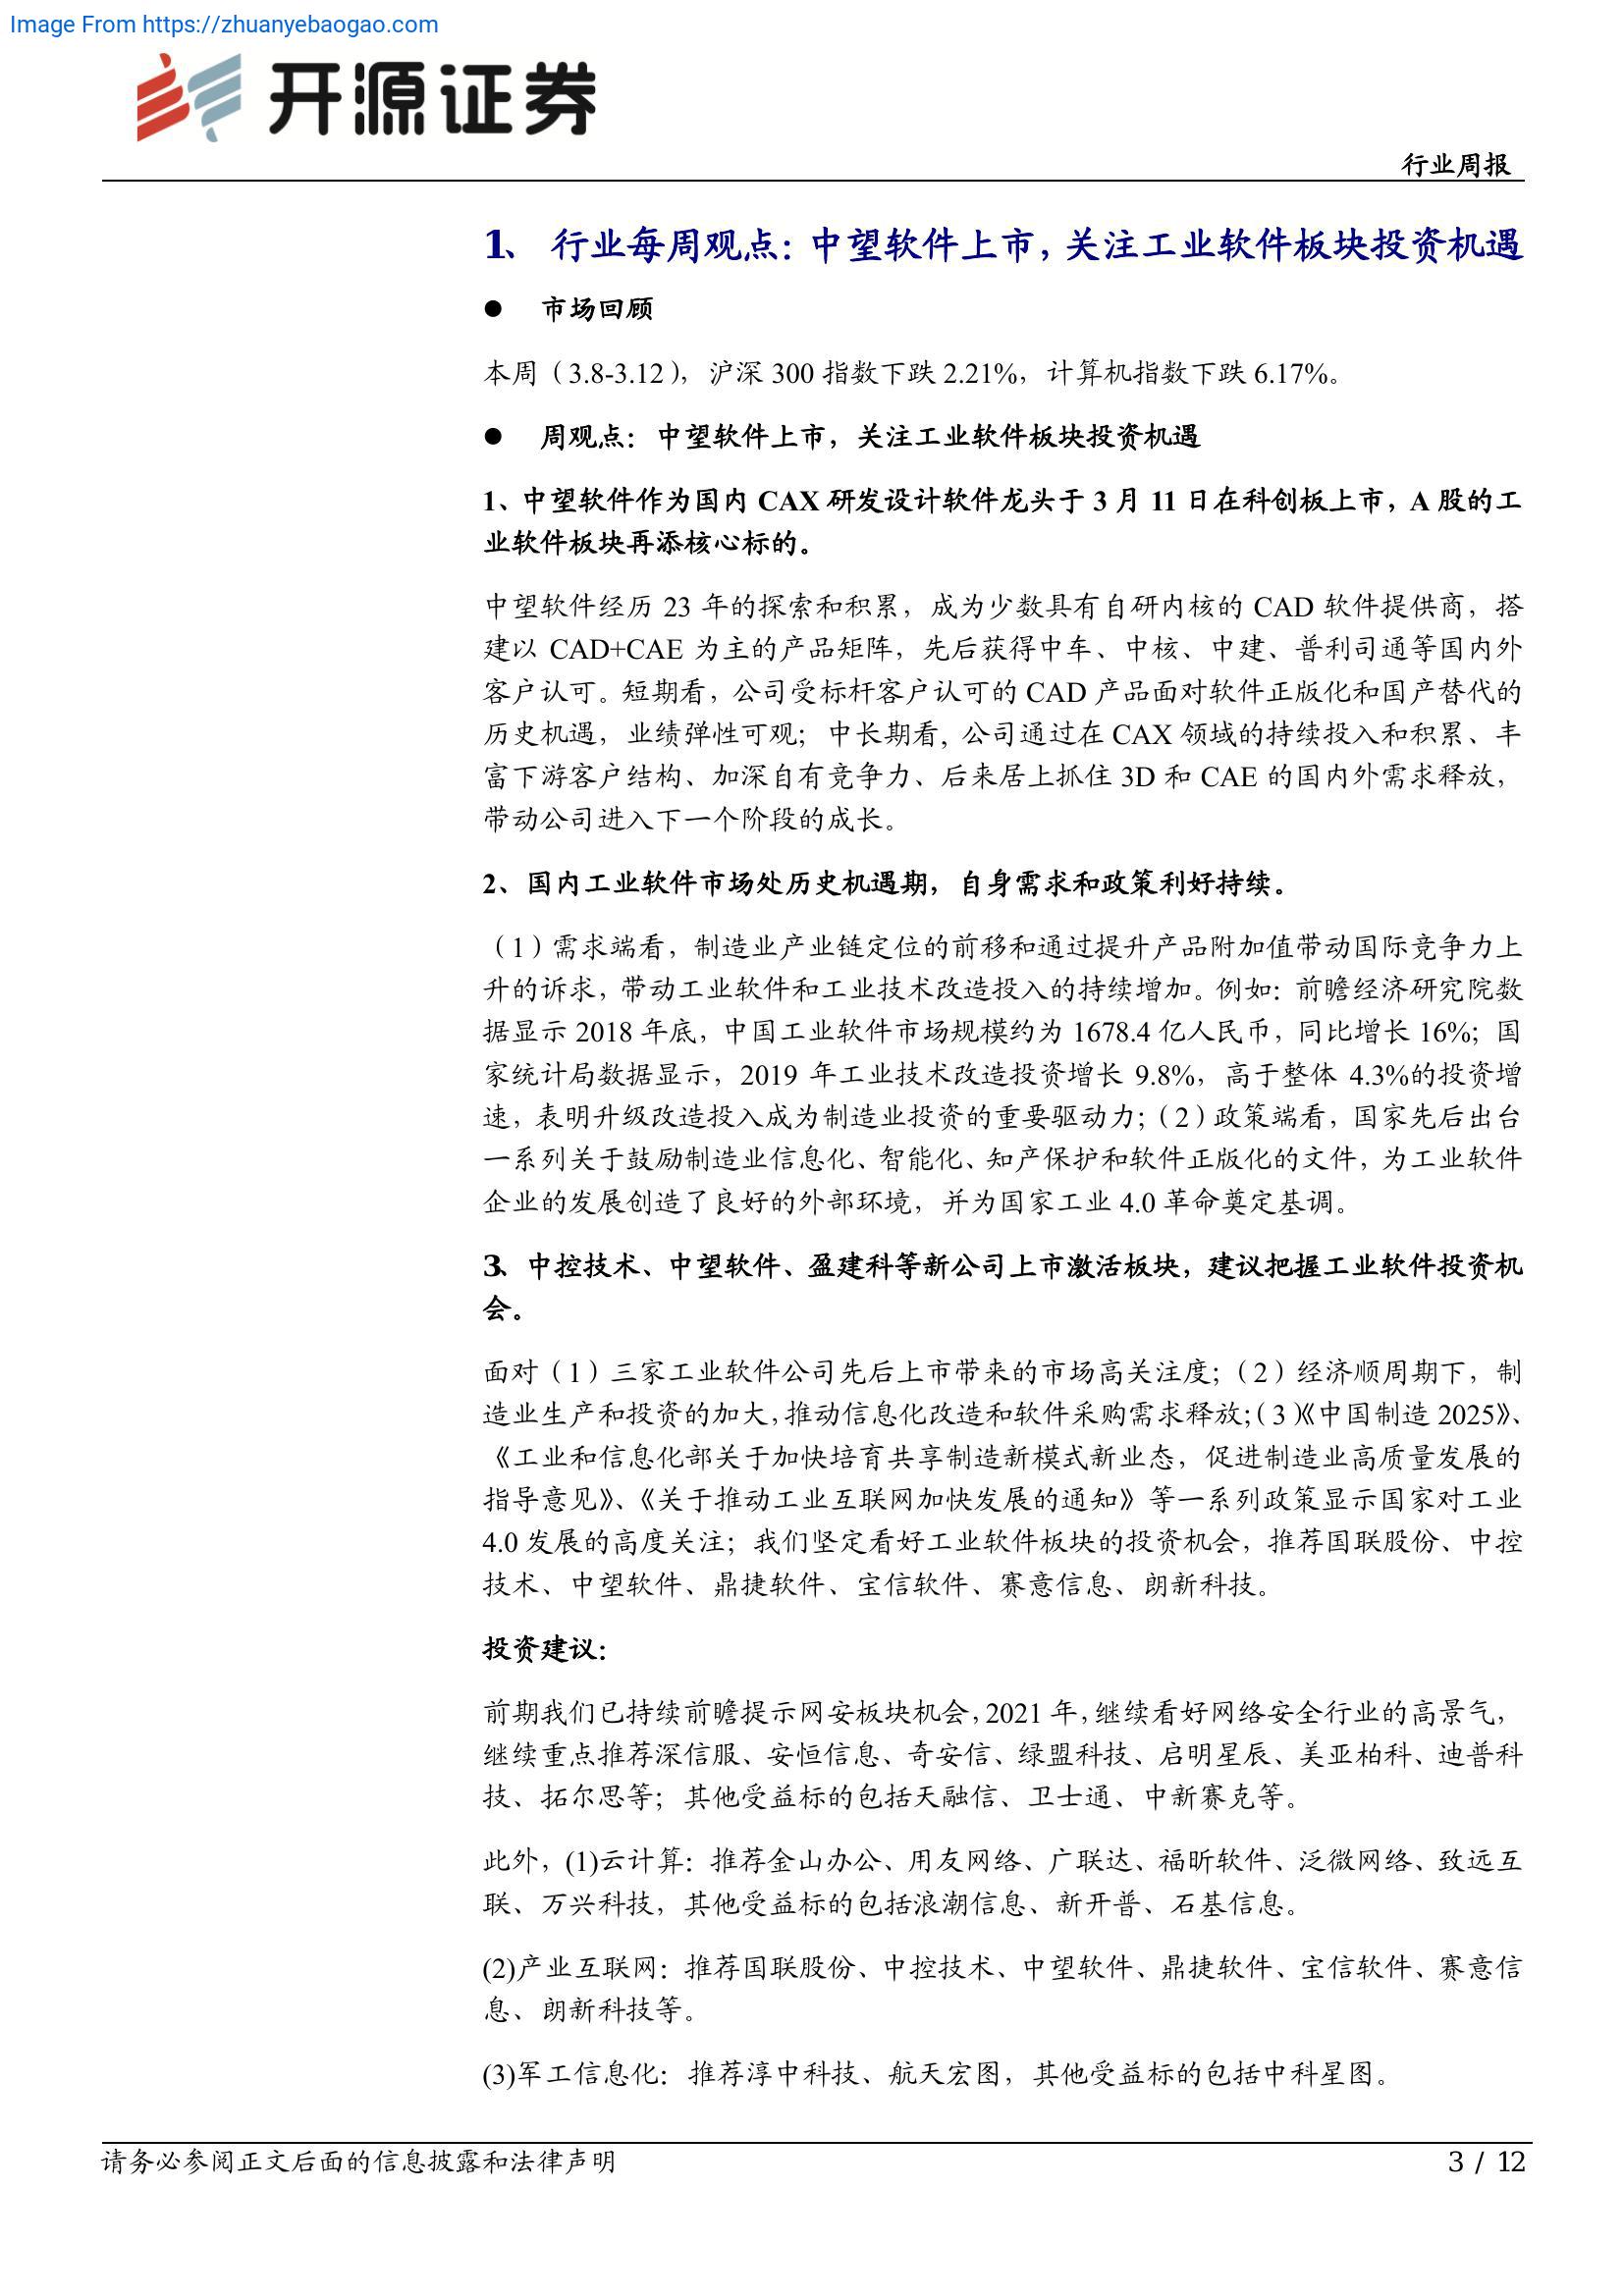 Image From https://zhuanyebaogao.com
开源证券
行业周报
1、 行业每周观点：中望软件上市，关注工业软件板块投资机遇
● 市场回顾
本周（3.8-3.12），沪深 300 指数下跌 2.21%，计算机指数下跌 6.17%。
● 周观点：中望软件上市，关注工业软件板块投资机遇
1、中望软件作为国内 CAX 研发设计软件龙头于 3 月 11 日在科创板上市，A 股的工
业软件板块再添核心标的。
中望软件经历 23 年的探索和积累，成为少数具有自研内核的 CAD 软件提供商，搭
建以 CAD+CAE 为主的产品矩阵，先后获得中车、中核、中建、普利司通等国内外
客户认可。短期看，公司受标杆客户认可的 CAD 产品面对软件正版化和国产替代的
历史机遇，业绩弹性可观；中长期看，公司通过在 CAX 领域的持续投入和积累、丰
富下游客户结构、加深自有竞争力、后来居上抓住 3D 和 CAE 的国内外需求释放，
带动公司进入下一个阶段的成长。
2、国内工业软件市场处历史机遇期，自身需求和政策利好持续。
（1）需求端看，制造业产业链定位的前移和通过提升产品附加值带动国际竞争力上
升的诉求，带动工业软件和工业技术改造投入的持续增加。例如：前瞻经济研究院数
据显示 2018 年底，中国工业软件市场规模约为 1678.4 亿人民币，同比增长 16%；国
家统计局数据显示，2019 年工业技术改造投资增长 9.8%，高于整体 4.3%的投资增
速，表明升级改造投入成为制造业投资的重要驱动力；（2）政策端看，国家先后出台
一系列关于鼓励制造业信息化、智能化、知产保护和软件正版化的文件，为工业软件
企业的发展创造了良好的外部环境，并为国家工业 4.0 革命奠定基调。
3、中控技术、中望软件、盈建科等新公司上市激活板块，建议把握工业软件投资机
会。
面对（1）三家工业软件公司先后上市带来的市场高关注度；（2）经济顺周期下，制
造业生产和投资的加大，推动信息化改造和软件采购需求释放；（3）《中国制造 2025》、
《工业和信息化部关于加快培育共享制造新模式新业态，促进制造业高质量发展的
指导意见》、《关于推动工业互联网加快发展的通知》等一系列政策显示国家对工业
4.0 发展的高度关注；我们坚定看好工业软件板块的投资机会，推荐国联股份、中控
技术、中望软件、鼎捷软件、宝信软件、赛意信息、朗新科技。
投资建议：
前期我们已持续前瞻提示网安板块机会，2021 年，继续看好网络安全行业的高景气，
继续重点推荐深信服、安恒信息、奇安信、绿盟科技、启明星辰、美亚柏科、迪普科
技、拓尔思等；其他受益标的包括天融信、卫士通、中新赛克等。
此外，(1)云计算：推荐金山办公、用友网络、广联达、福昕软件、泛微网络、致远互
联、万兴科技，其他受益标的包括浪潮信息、新开普、石基信息。
(2)产业互联网：推荐国联股份、中控技术、中望软件、鼎捷软件、宝信软件、赛意信
息、朗新科技等。
(3)军工信息化：推荐淳中科技、航天宏图，其他受益标的包括中科星图。
请务必参阅正文后面的信息披露和法律声明
3 / 12